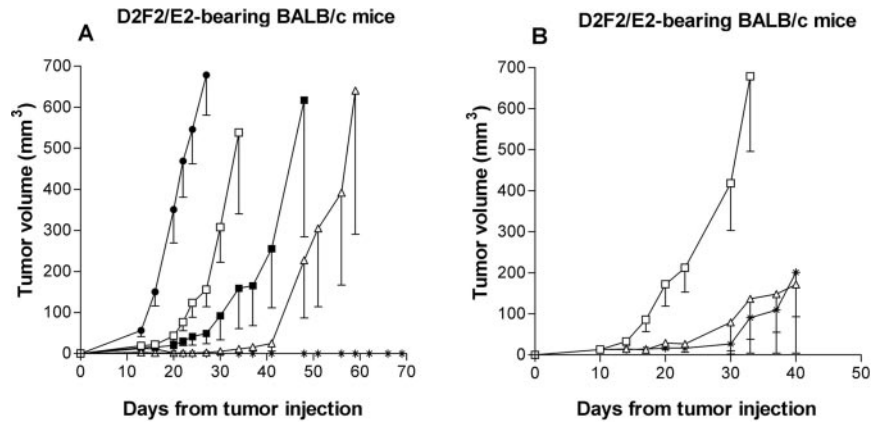 D2F2/E2-bearing BALB/c mice
A
700
600
500
400
300
200
100
0
Tumor volume (mm³)
0 10 20 30 40 50 60 70
Days from tumor injection
D2F2/E2-bearing BALB/c mice
B
700
600
500
400
300
200
100
0
Tumor volume (mm³)
0 10 20 30 40 50
Days from tumor injection